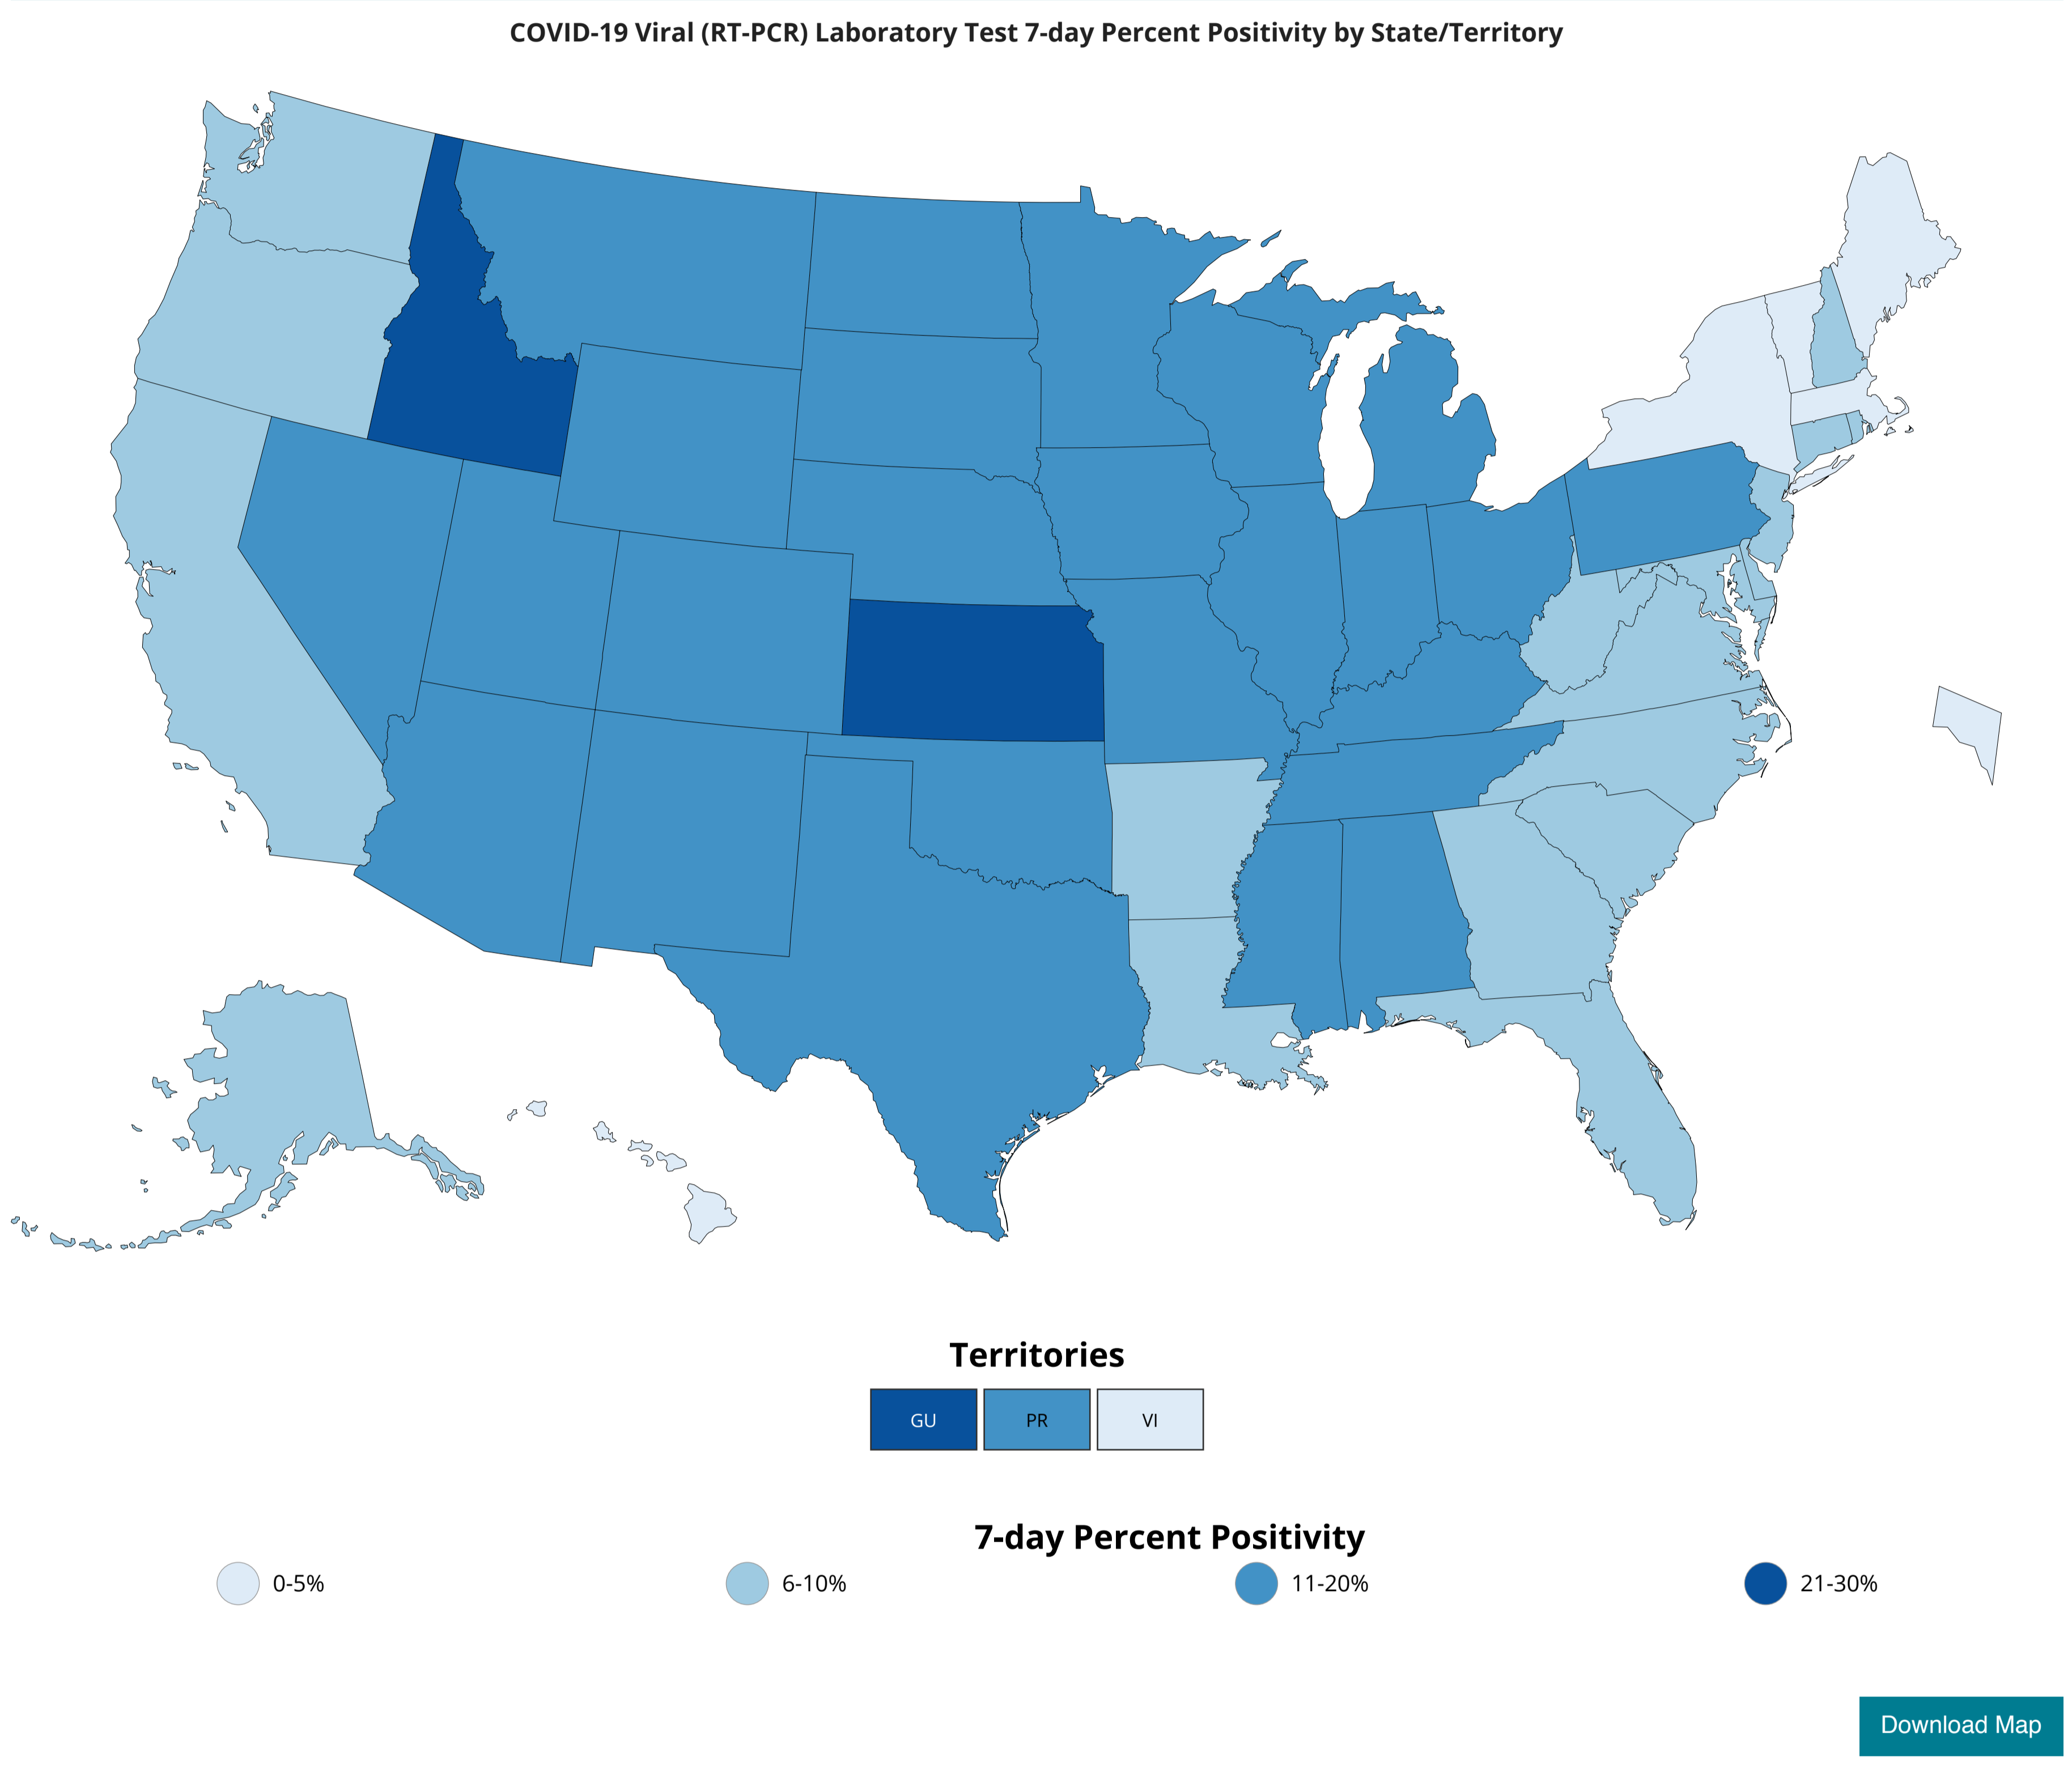 COVID-19 Viral (RT-PCR) Laboratory Test 7-day Percent Positivity by State/Territory
Territories
GU PR VI
7-day Percent Positivity
0-5% 6-10% 11-20% 21-30%
Download Map